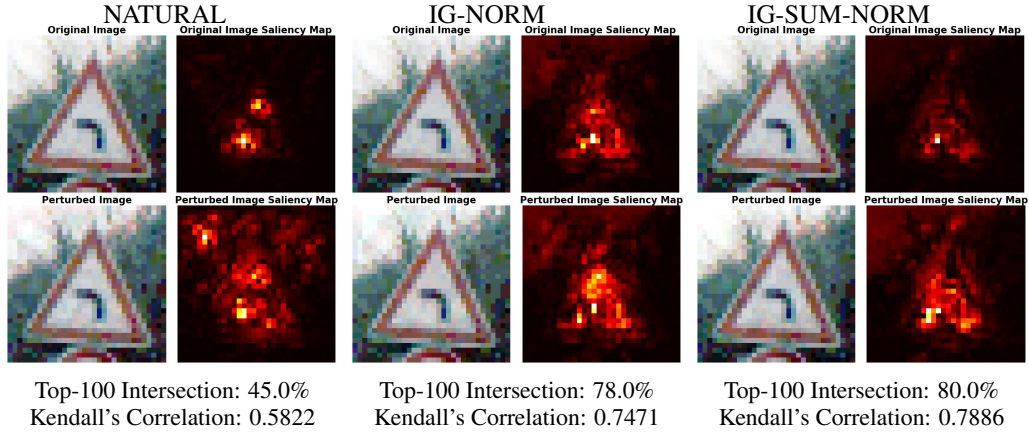 NATURAL
IG-NORM
IG-SUM-NORM
Original Image
Original Image Saliency Map
Original Image
Original Image Saliency Map
Original Image
Original Image Saliency Map
Perturbed Image
Perturbed Image Saliency Map
Perturbed Image
Perturbed Image Saliency Map
Perturbed Image
Perturbed Image Saliency Map
Top-100 Intersection: 45.0%
Kendall's Correlation: 0.5822
Top-100 Intersection: 78.0%
Kendall's Correlation: 0.7471
Top-100 Intersection: 80.0%
Kendall's Correlation: 0.7886